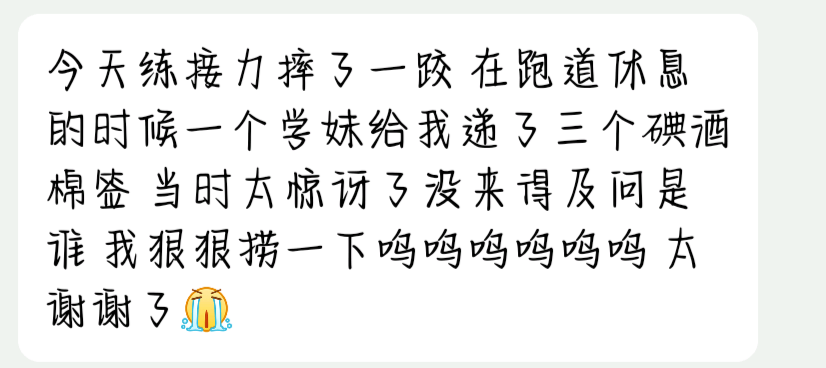 今天练接力摔了一跤 在跑道休息
的时候一个学妹给我递了三个碘酒
棉签 当时太惊讶了没来得及问是
谁 我狠狠捞一下呜呜呜呜呜呜 太
谢谢了😭